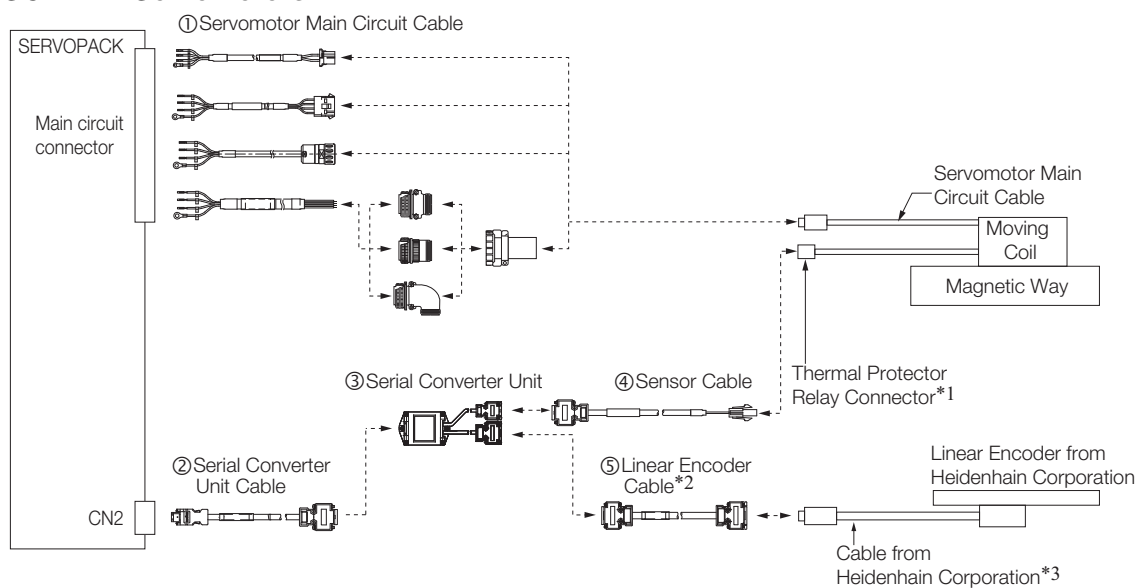 ①Servomotor Main Circuit Cable
SERVOPACK
Main circuit
connector
Servomotor Main
Circuit Cable
Moving
Coil
Magnetic Way
Thermal Protector
Relay Connector*1
③Serial Converter Unit
④Sensor Cable
②Serial Converter
Unit Cable
⑤Linear Encoder
Cable*2
Linear Encoder from
Heidenhain Corporation
CN2
Cable from
Heidenhain Corporation*3